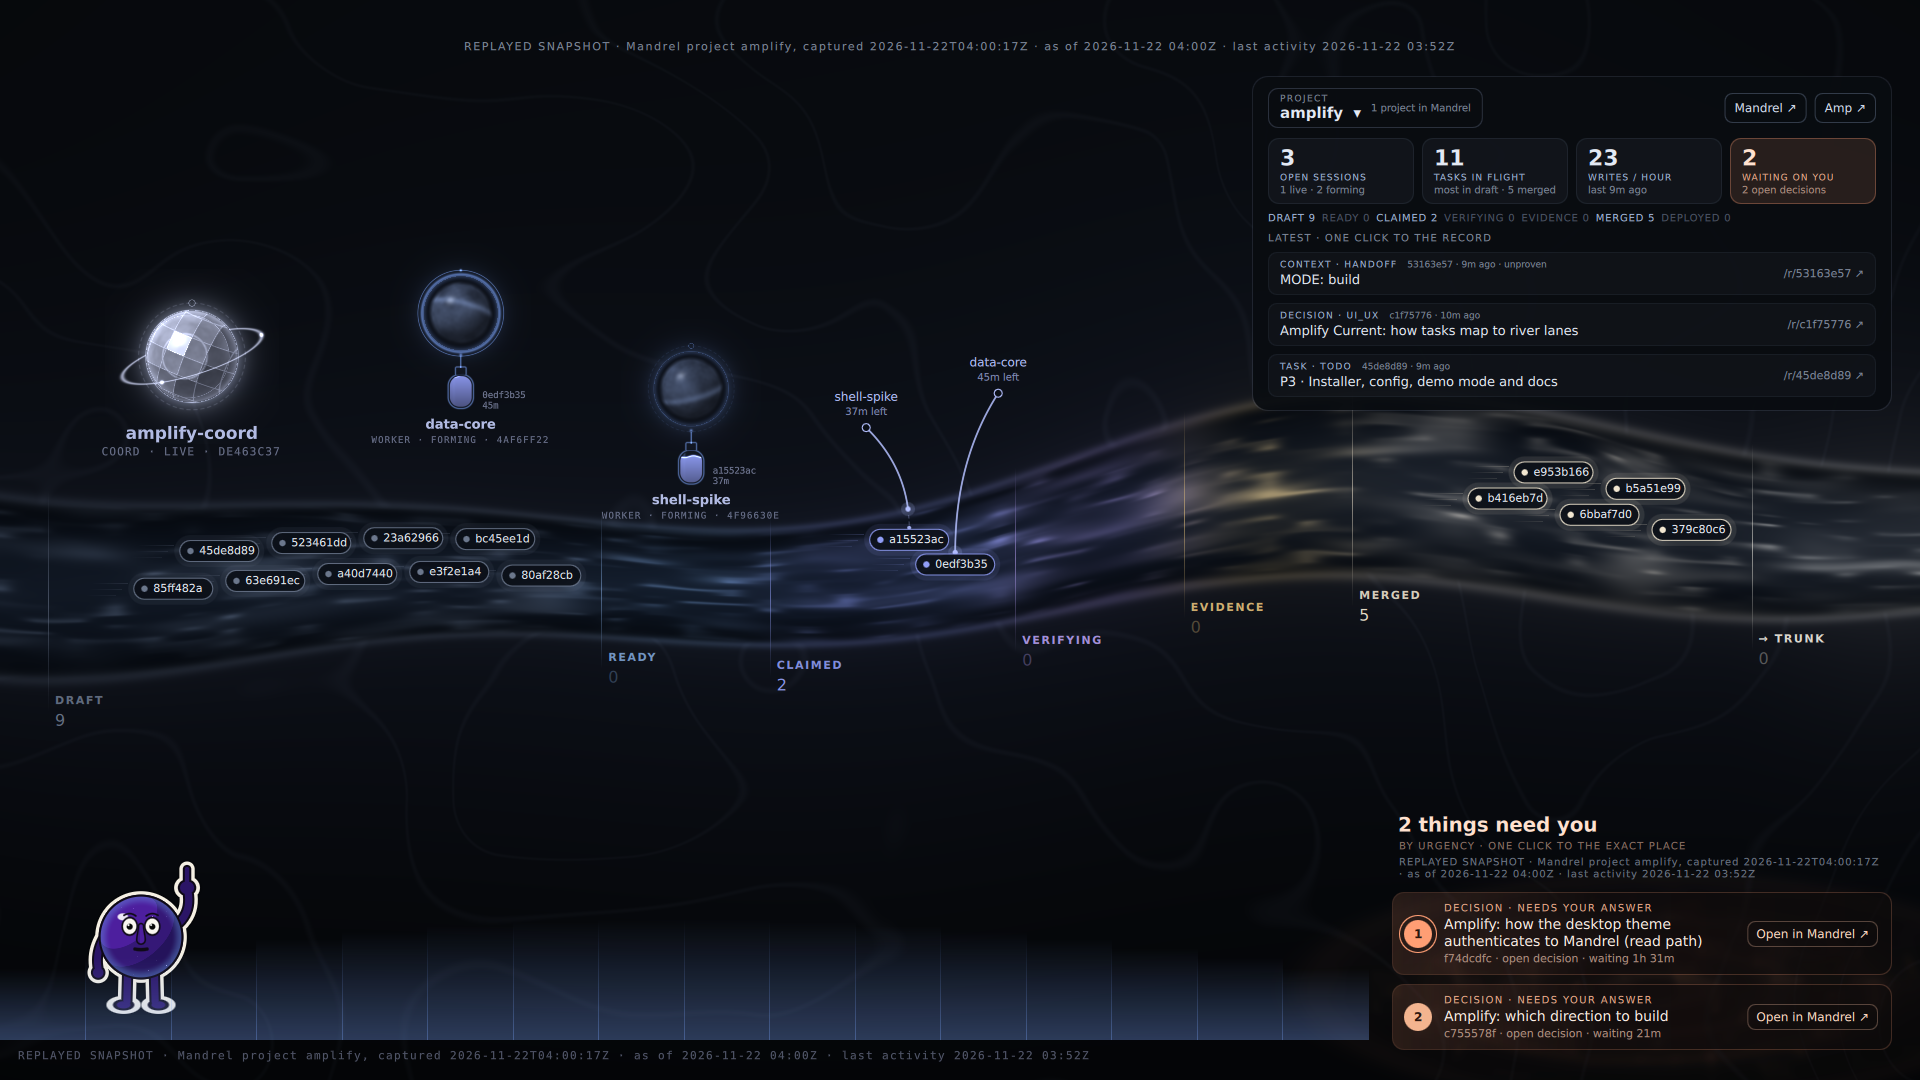 REPLAYED SNAPSHOT · Mandrel project amplify, captured 2026-11-22T04:00:17Z · as of 2026-11-22 04:00Z · last activity 2026-11-22 03:52Z
PROJECT
amplify ▾ 1 project in Mandrel
Mandrel ↗
Amp ↗
3
OPEN SESSIONS
1 live · 2 forming
11
TASKS IN FLIGHT
most in draft · 5 merged
23
WRITES / HOUR
last 9m ago
2
WAITING ON YOU
2 open decisions
DRAFT 9 READY 0 CLAIMED 2 VERIFYING 0 EVIDENCE 0 MERGED 5 DEPLOYED 0
LATEST · ONE CLICK TO THE RECORD
CONTEXT · HANDOFF 53163e57 · 9m ago · unproven
MODE: build
/r/53163e57 ↗
DECISION · UI_UX c1f75776 · 10m ago
Amplify Current: how tasks map to river lanes
/r/c1f75776 ↗
TASK · TODO 45de8d89 · 9m ago
P3 · Installer, config, demo mode and docs
/r/45de8d89 ↗
amplify-coord
COORD · LIVE · DE463C37
0edf3b35
45m
data-core
WORKER · FORMING · 4AF6FF22
a15523ac
37m
shell-spike
WORKER · FORMING · 4F96630E
shell-spike
37m left
data-core
45m left
45de8d89
523461dd
23a62966
bc45ee1d
85ff482a
63e691ec
a40d7440
e3f2e1a4
80af28cb
a15523ac
0edf3b35
e953b166
b416eb7d
b5a51e99
6bbaf7d0
379c80c6
DRAFT
9
READY
0
CLAIMED
2
VERIFYING
0
EVIDENCE
0
MERGED
5
→ TRUNK
0
2 things need you
BY URGENCY · ONE CLICK TO THE EXACT PLACE
REPLAYED SNAPSHOT · Mandrel project amplify, captured 2026-11-22T04:00:17Z
· as of 2026-11-22 04:00Z · last activity 2026-11-22 03:52Z
1
DECISION · NEEDS YOUR ANSWER
Amplify: how the desktop theme
authenticates to Mandrel (read path)
f74dcdfc · open decision · waiting 1h 31m
Open in Mandrel ↗
2
DECISION · NEEDS YOUR ANSWER
Amplify: which direction to build
c755578f · open decision · waiting 21m
Open in Mandrel ↗
REPLAYED SNAPSHOT · Mandrel project amplify, captured 2026-11-22T04:00:17Z · as of 2026-11-22 04:00Z · last activity 2026-11-22 03:52Z